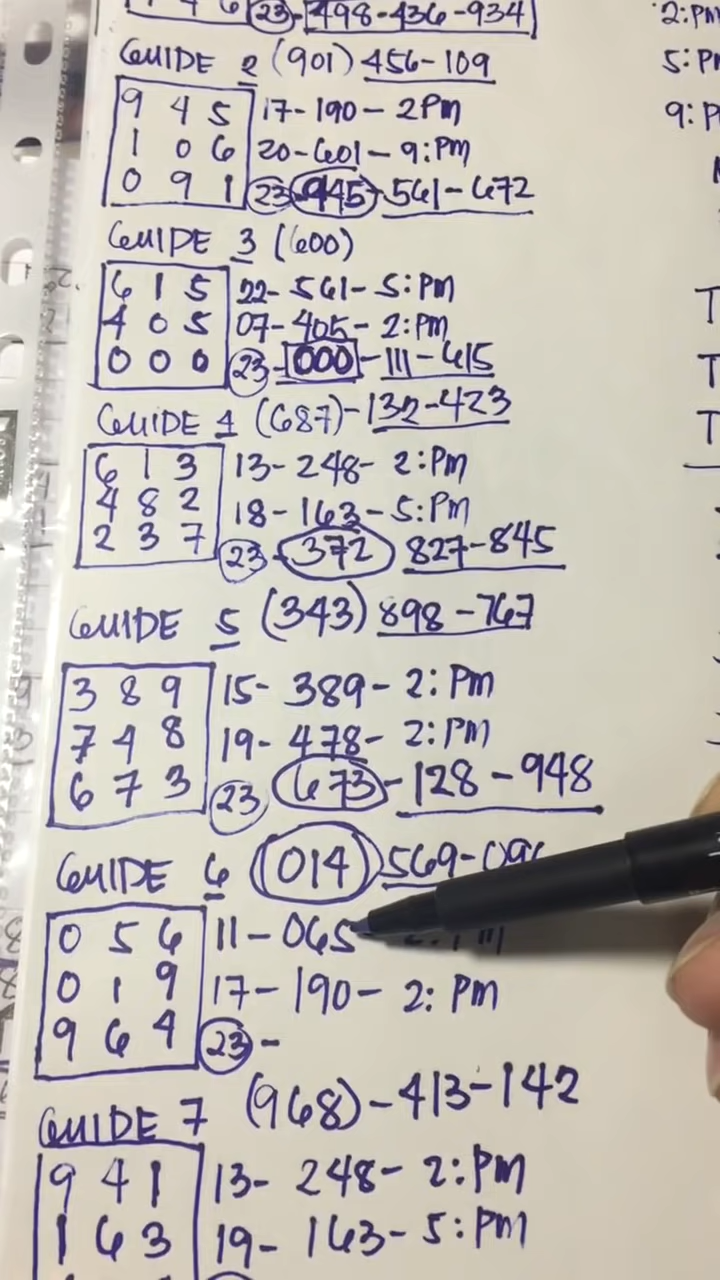 23-498-436-934
2:PM
GUIDE 2 (901) 456-109
5:P
9 4 5 17-190-2PM
9:P
1 0 6 20-601-9:PM
0 9 1 23-945-561-672
GUIDE 3 (600)
6 1 5 22-561-5:PM
4 0 5 07-405-2:PM
0 0 0 23-000-111-615
GUIDE 4 (687)-132-423
6 1 3 13-248-2:PM
4 8 2 18-163-5:PM
2 3 7 23-372 827-845
GUIDE 5 (343) 898-767
3 8 9 15-389-2:PM
7 4 8 19-478-2:PM
6 7 3 23 673-128-948
GUIDE 6 (014) 569-09
0 5 6 11-065
0 1 9 17-190-2:PM
9 6 4 23-
GUIDE 7 (968)-413-142
9 4 1 13-248-2:PM
1 6 3 19-163-5:PM